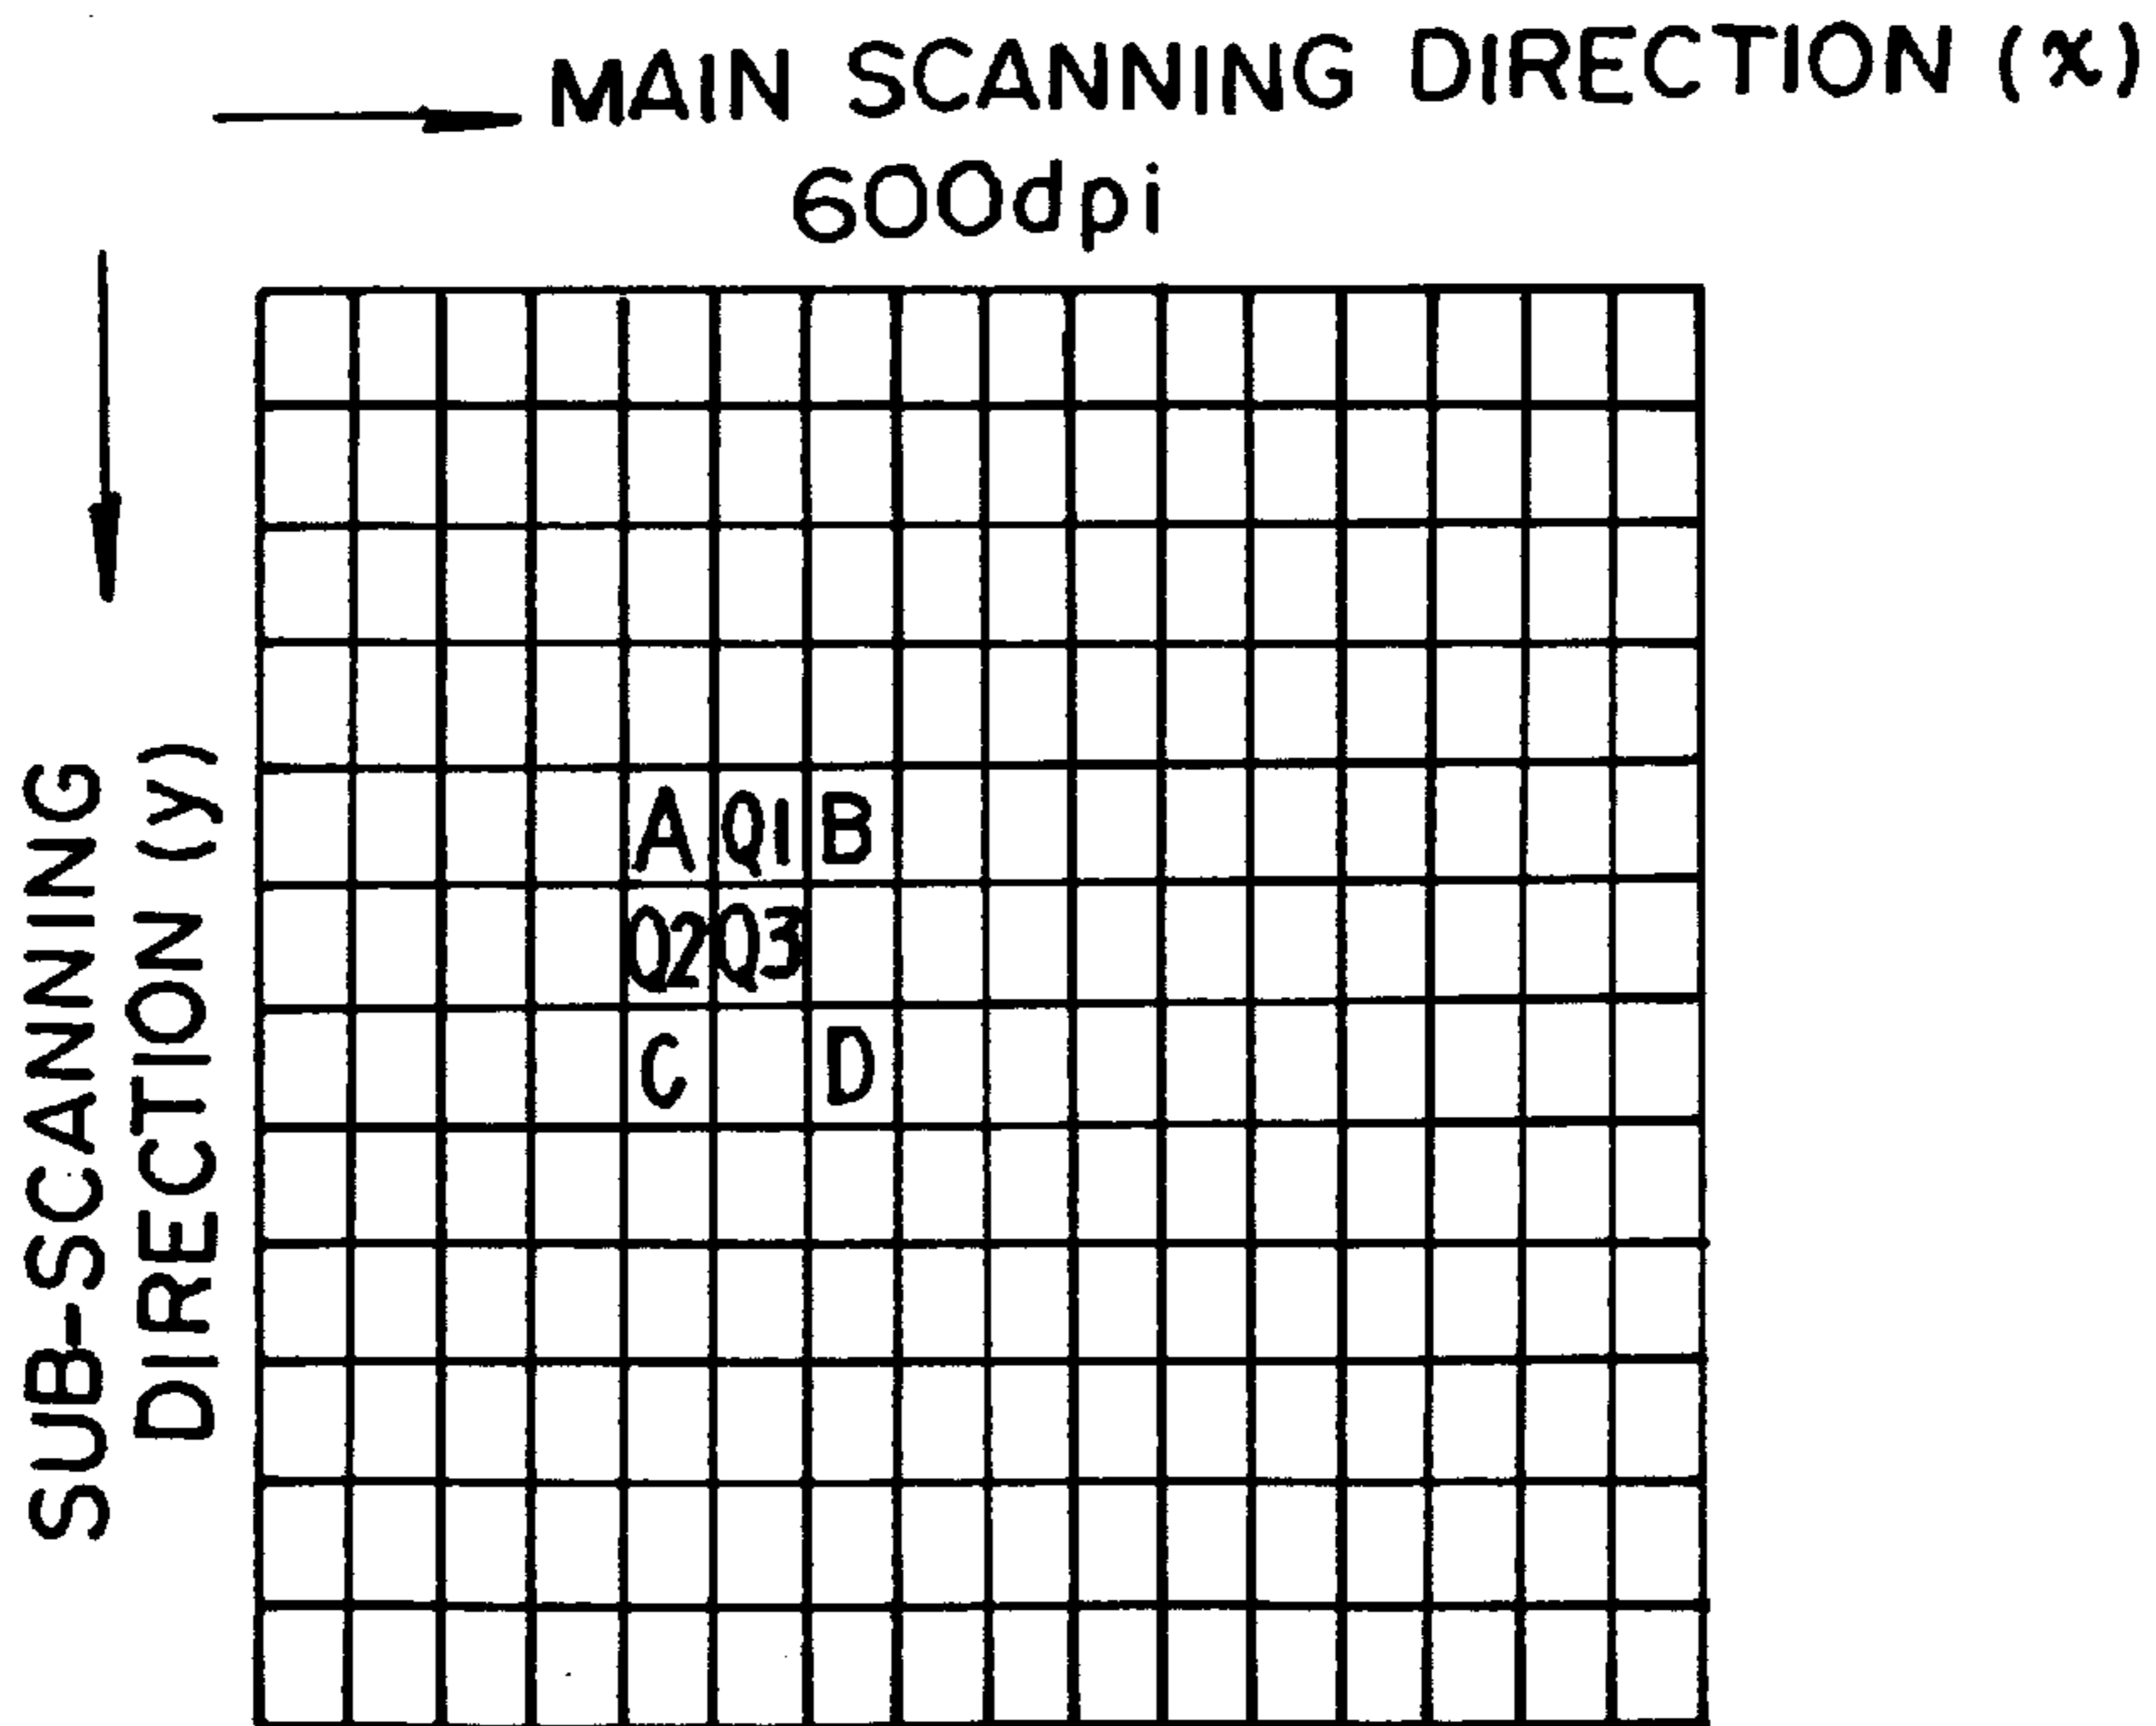 MAIN SCANNING DIRECTION (x)
600dpi
SUB-SCANNING
DIRECTION (y)
A Q1 B
Q2 Q3
C D